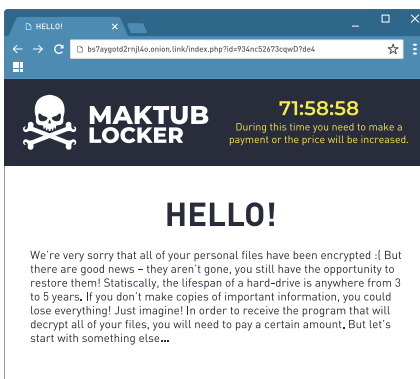 HELLO!
bs7aygotd2rnjl4o.onion.link/index.php?id=934nc52673cqwD?de4
MAKTUB
LOCKER
71:58:58
During this time you need to make a
payment or the price will be increased.
HELLO!
We're very sorry that all of your personal files have been encrypted :( But
there are good news – they aren't gone, you still have the opportunity to
restore them! Statiscally, the lifespan of a hard-drive is anywhere from 3
to 5 years. If you don't make copies of important information, you could
lose everything! Just imagine! In order to receive the program that will
decrypt all of your files, you will need to pay a certain amount. But let's
start with something else...